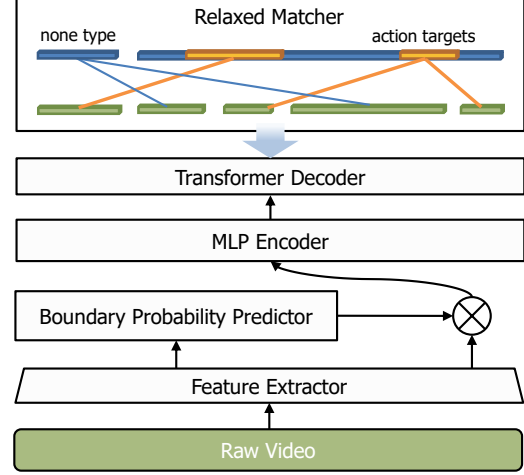 Relaxed Matcher
none type
action targets
Transformer Decoder
MLP Encoder
Boundary Probability Predictor
Feature Extractor
Raw Video